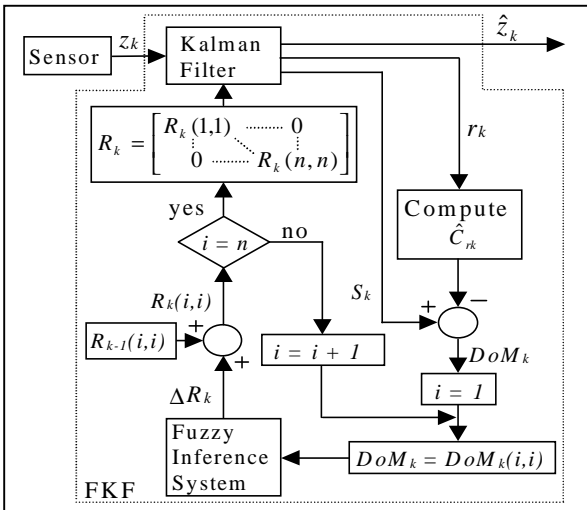 Sensor
z_k
Kalman
Filter
ẑ_k
r_k
R_k = [ R_k (1,1) ........ 0
0 ........ R_k (n, n) ]
Compute
Ĉ_rk
yes
i = n
no
S_k
+
−
R_k(i,i)
R_k-1(i,i)
+
+
i = i + 1
DoM_k
i = 1
ΔR_k
Fuzzy
Inference
System
DoM_k = DoM_k(i,i)
FKF